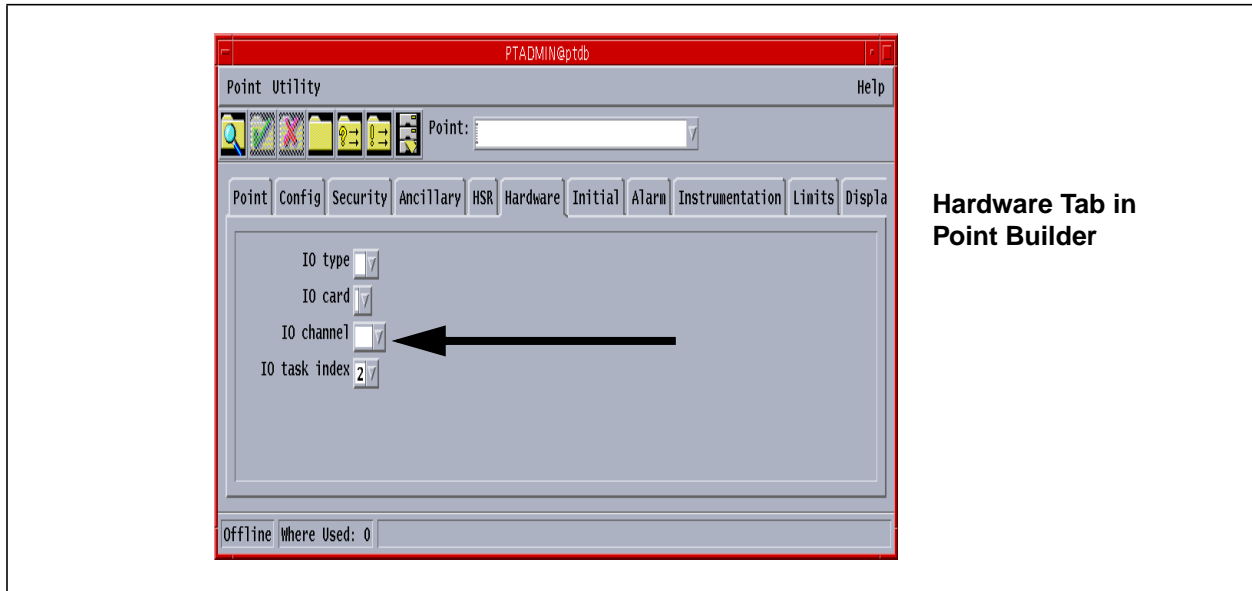 PTADMIN@ptdb
Point Utility Help
Point:
Point Config Security Ancillary HSR Hardware Initial Alarm Instrumentation Limits Displa
Hardware Tab in
Point Builder
IO type
IO card
IO channel
IO task index 2
Offline Where Used: 0